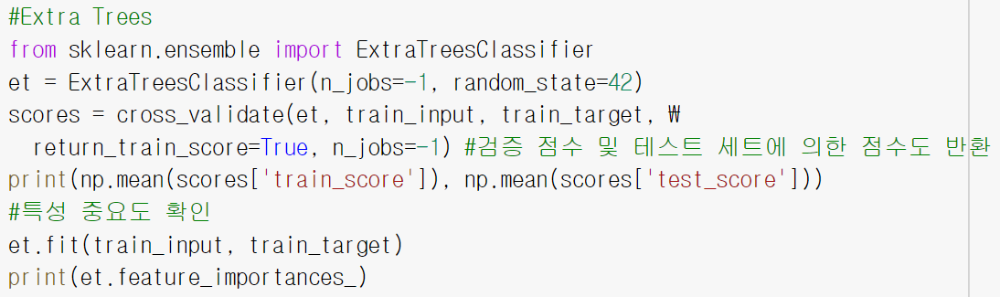 #Extra Trees
from sklearn.ensemble import ExtraTreesClassifier
et = ExtraTreesClassifier(n_jobs=-1, random_state=42)
scores = cross_validate(et, train_input, train_target, ₩
  return_train_score=True, n_jobs=-1) #검증 점수 및 테스트 세트에 의한 점수도 반환
print(np.mean(scores['train_score']), np.mean(scores['test_score']))
#특성 중요도 확인
et.fit(train_input, train_target)
print(et.feature_importances_)